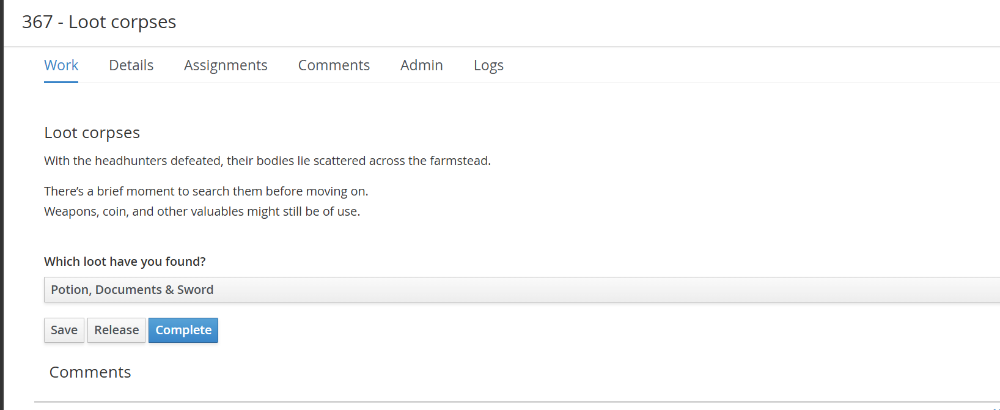 367 - Loot corpses
Work Details Assignments Comments Admin Logs
Loot corpses
With the headhunters defeated, their bodies lie scattered across the farmstead.
There’s a brief moment to search them before moving on.
Weapons, coin, and other valuables might still be of use.
Which loot have you found?
Potion, Documents & Sword
Save Release Complete
Comments